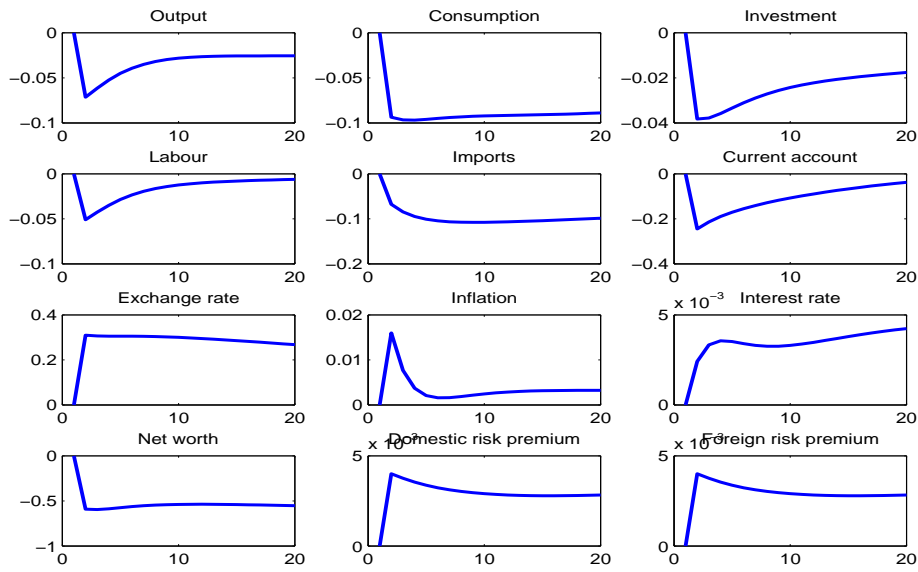 Output Consumption Investment
0 0 0
−0.05 −0.05 −0.02
−0.1 −0.1 −0.04
0 10 20 0 10 20 0 10 20
Labour Imports Current account
0 0 0
−0.05 −0.1 −0.2
−0.1 −0.2 −0.4
0 10 20 0 10 20 0 10 20
Exchange rate Inflation x 10−3 Interest rate
0.4 0.02 5
0.2 0.01
0 0 0
0 10 20 0 10 20 0 10 20
Net worth x 10−3 Domestic risk premium x 10−3 Foreign risk premium
0 5 5
−0.5
−1 0 0
0 10 20 0 10 20 0 10 20